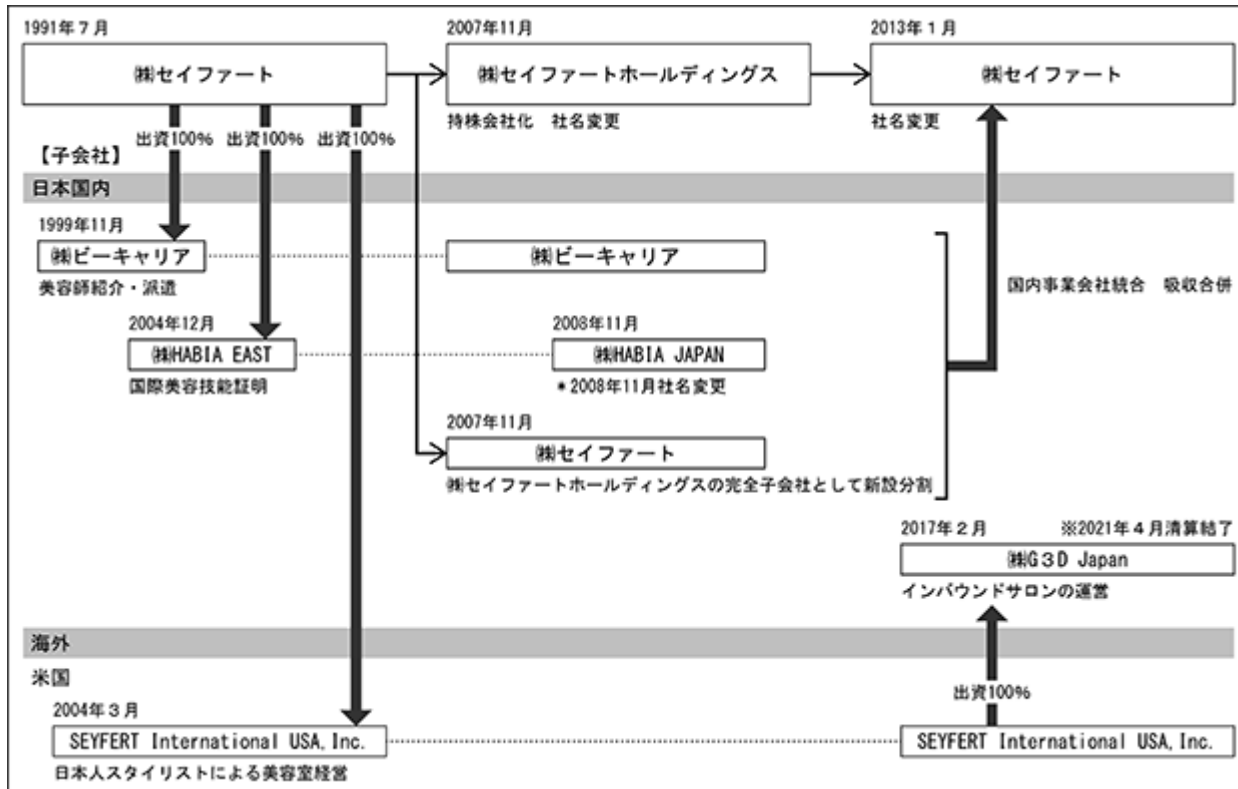 1991年7月
2007年11月
2013年1月
㈱セイファート
㈱セイファートホールディングス
㈱セイファート
持株会社化　社名変更
社名変更
出資100%
出資100%
出資100%
【子会社】
日本国内
1999年11月
㈱ビーキャリア
㈱ビーキャリア
美容師紹介・派遣
国内事業会社統合　吸収合併
2004年12月
2008年11月
㈱HABIA EAST
㈱HABIA JAPAN
国際美容技能証明
＊2008年11月社名変更
2007年11月
㈱セイファート
㈱セイファートホールディングスの完全子会社として新設分割
2017年2月
※2021年4月清算結了
㈱G3D Japan
インバウンドサロンの運営
海外
米国
出資100%
2004年3月
SEYFERT International USA, Inc.
SEYFERT International USA, Inc.
日本人スタイリストによる美容室経営